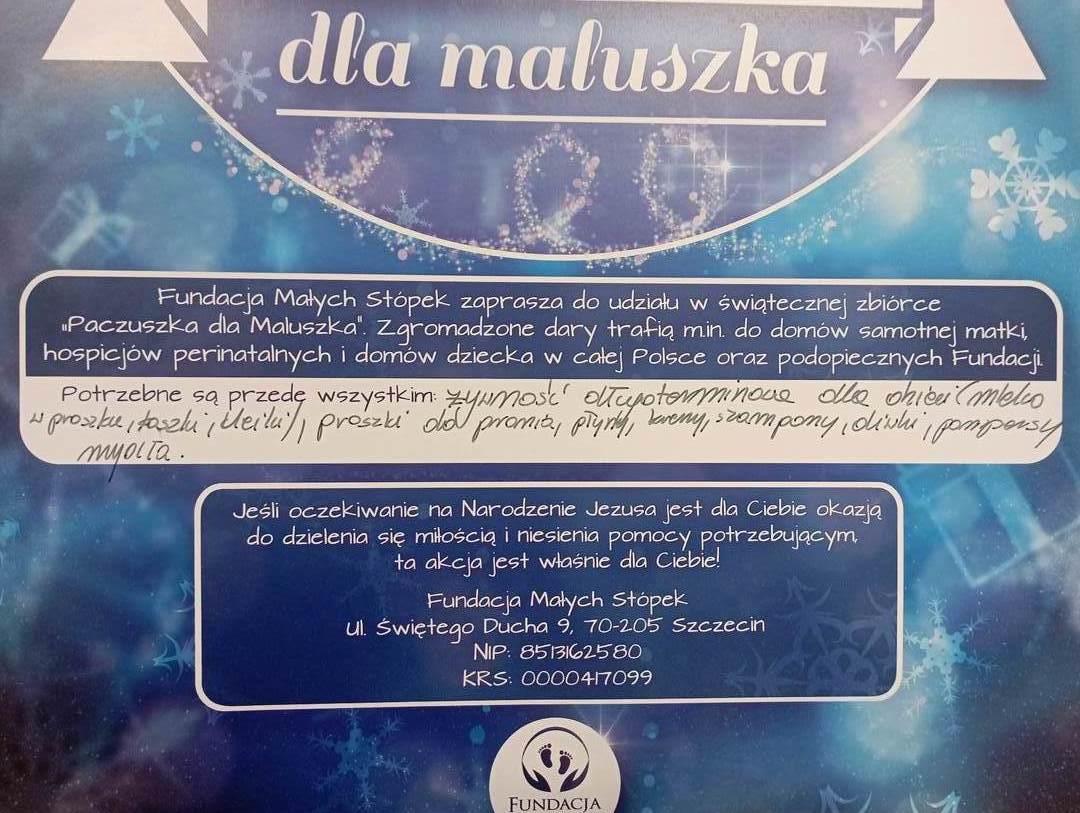 dla maluszka
Fundacja Małych Stópek zaprasza do udziału w świątecznej zbiórce
„Paczuszka dla Maluszka". Zgromadzone dary trafią m.in. do domów samotnej matki,
hospicjów perinatalnych i domów dziecka w całej Polsce oraz podopiecznych Fundacji.
Potrzebne są przede wszystkim: żywność długoterminowa dla dzieci (mleko
w proszku, kaszki, kleiki), proszki do prania, płyny, kremy, szampony, oliwki, pampersy
mydła.
Jeśli oczekiwanie na Narodzenie Jezusa jest dla Ciebie okazją
do dzielenia się miłością i niesienia pomocy potrzebującym,
ta akcja jest właśnie dla Ciebie!
Fundacja Małych Stópek
ul. Świętego Ducha 9, 70-205 Szczecin
NIP: 8513162580
KRS: 0000417099
FUNDACJA